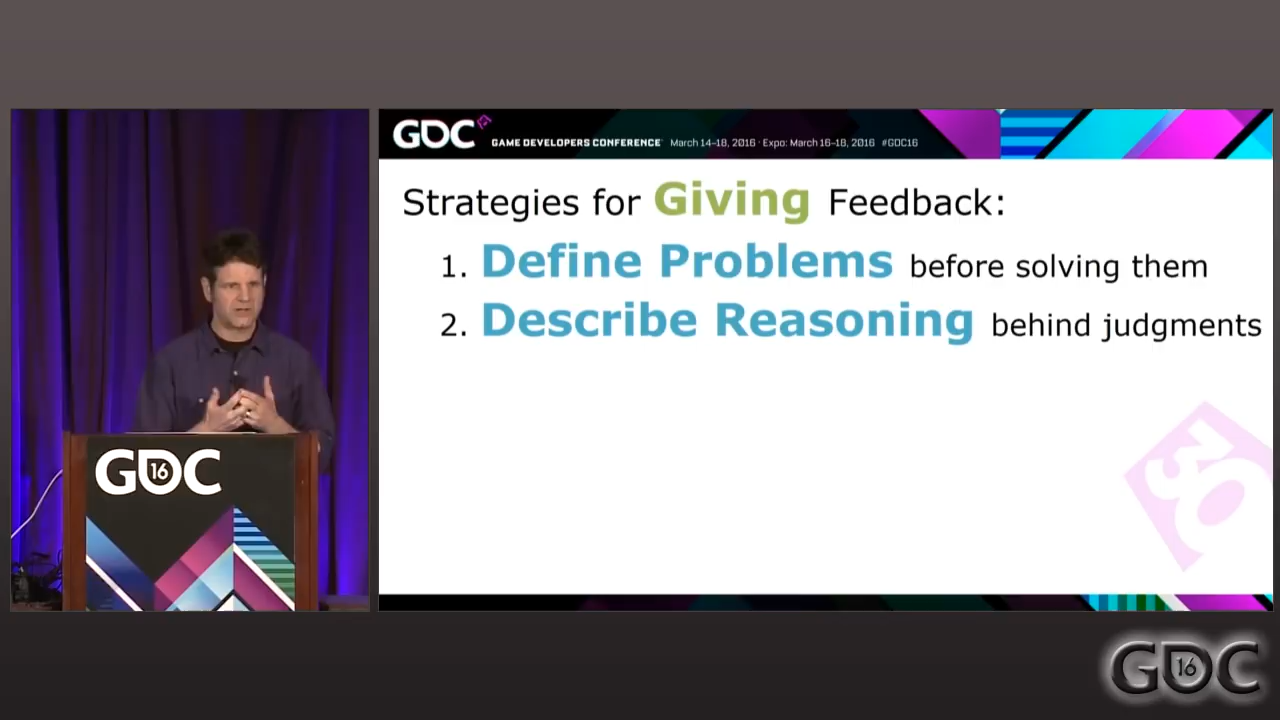 GDC
GAME DEVELOPERS CONFERENCE March 14–18, 2016 · Expo: March 16–18, 2016 #GDC16
Strategies for Giving Feedback:
1. Define Problems before solving them
2. Describe Reasoning behind judgments
30
GDC 16
GDC 16